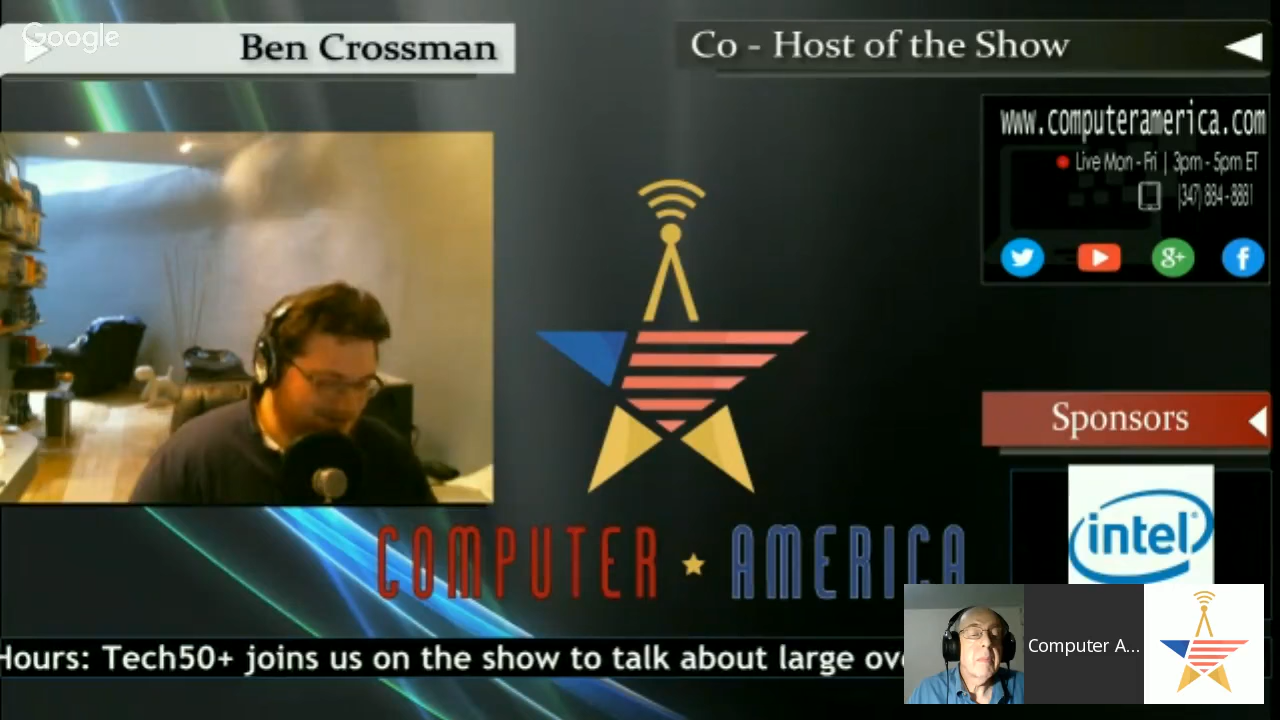 Google
Ben Crossman
Co - Host of the Show
www.computeramerica.com
Live Mon - Fri | 3pm - 5pm ET
(347) 884-8881
g+
f
Sponsors
intel
COMPUTER AMERICA
Hours: Tech50+ joins us on the show to talk about large ov
Computer A...